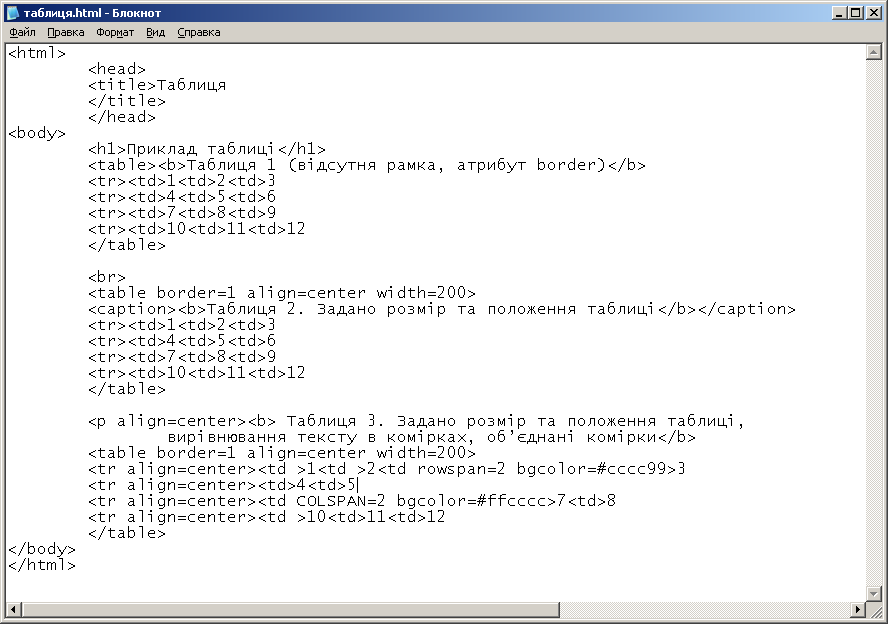 таблиця.html - Блокнот
Файл Правка Формат Вид Справка
<html>
<head>
<title>Таблиця
</title>
</head>
<body>
<h1>Приклад таблиці</h1>
<table><b>Таблиця 1 (відсутня рамка, атрибут border)</b>
<tr><td>1<td>2<td>3
<tr><td>4<td>5<td>6
<tr><td>7<td>8<td>9
<tr><td>10<td>11<td>12
</table>
<br>
<table border=1 align=center width=200>
<caption><b>Таблиця 2. Задано розмір та положення таблиці</b></caption>
<tr><td>1<td>2<td>3
<tr><td>4<td>5<td>6
<tr><td>7<td>8<td>9
<tr><td>10<td>11<td>12
</table>
<p align=center><b> Таблиця 3. Задано розмір та положення таблиці,
вирівнювання тексту в комірках, об’єднані комірки</b>
<table border=1 align=center width=200>
<tr align=center><td >1<td >2<td rowspan=2 bgcolor=#cccc99>3
<tr align=center><td>4<td>5
<tr align=center><td COLSPAN=2 bgcolor=#ffcccc>7<td>8
<tr align=center><td >10<td>11<td>12
</table>
</body>
</html>